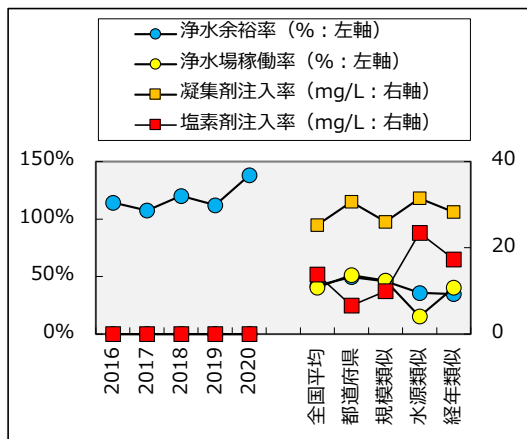 浄水余裕率（%：左軸）
浄水場稼働率（%：左軸）
凝集剤注入率（mg/L：右軸）
塩素剤注入率（mg/L：右軸）
150%
100%
50%
0%
40
20
0
2016
2017
2018
2019
2020
全国平均
都道府県
規模類似
水源類似
経年類似